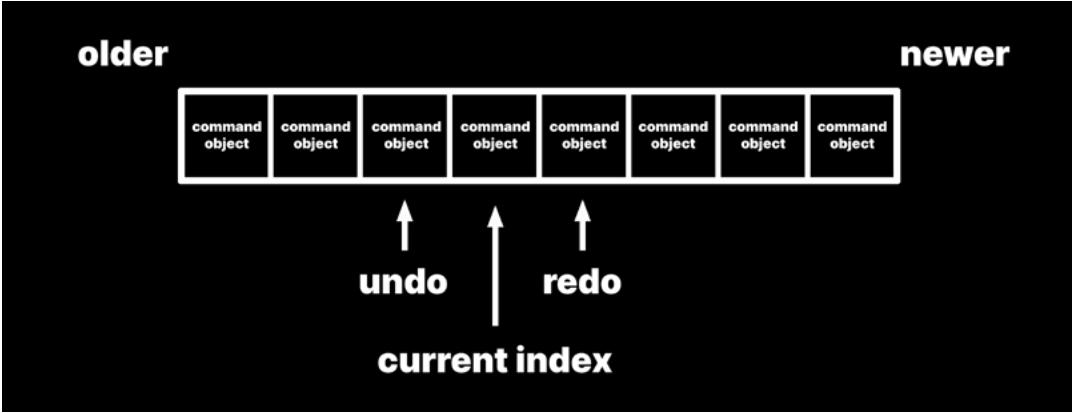 older
newer
command
object
command
object
command
object
command
object
command
object
command
object
command
object
command
object
undo
redo
current index